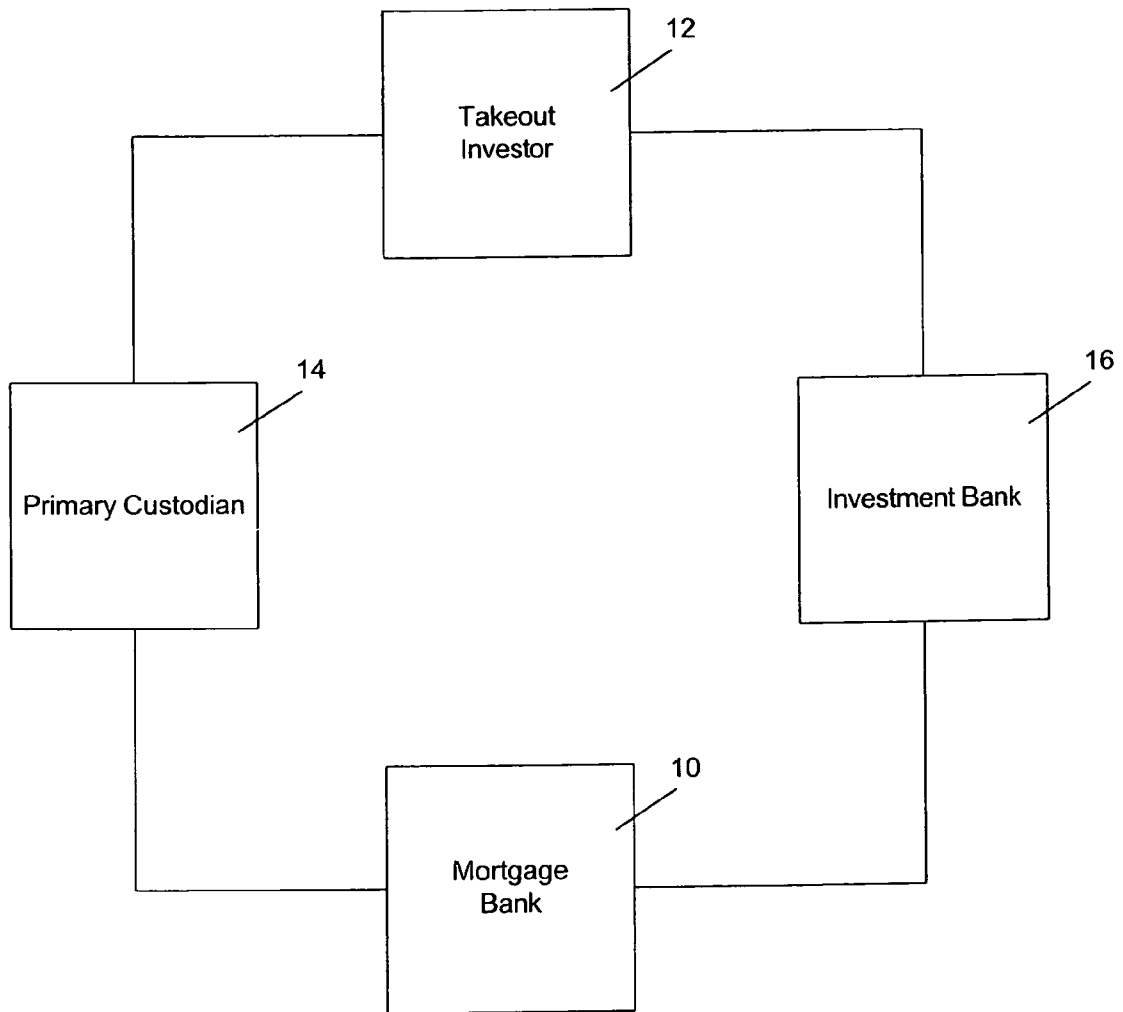 12
Takeout
Investor
14
Primary Custodian
16
Investment Bank
10
Mortgage
Bank